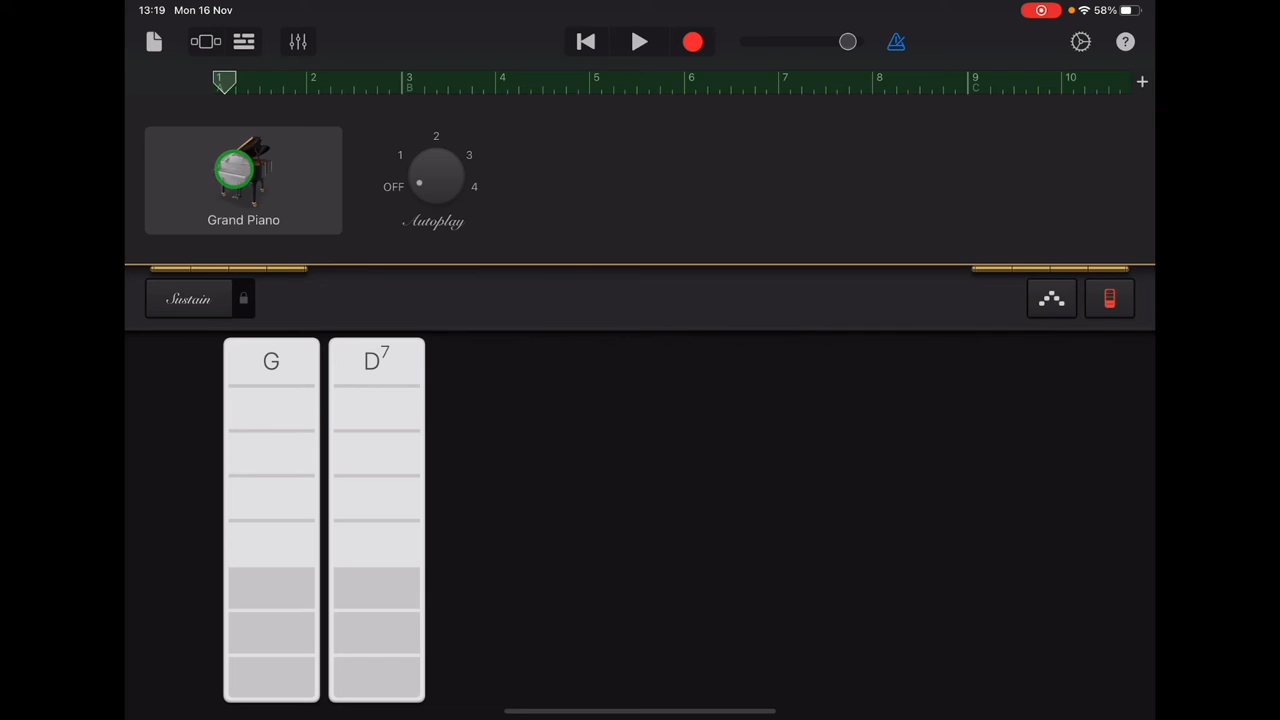 13:19 Mon 16 Nov
58%
?
1 2 3 4 5 6 7 8 9 10 +
A B C
2
1 3
OFF 4
Grand Piano Autoplay
Sustain
G D7